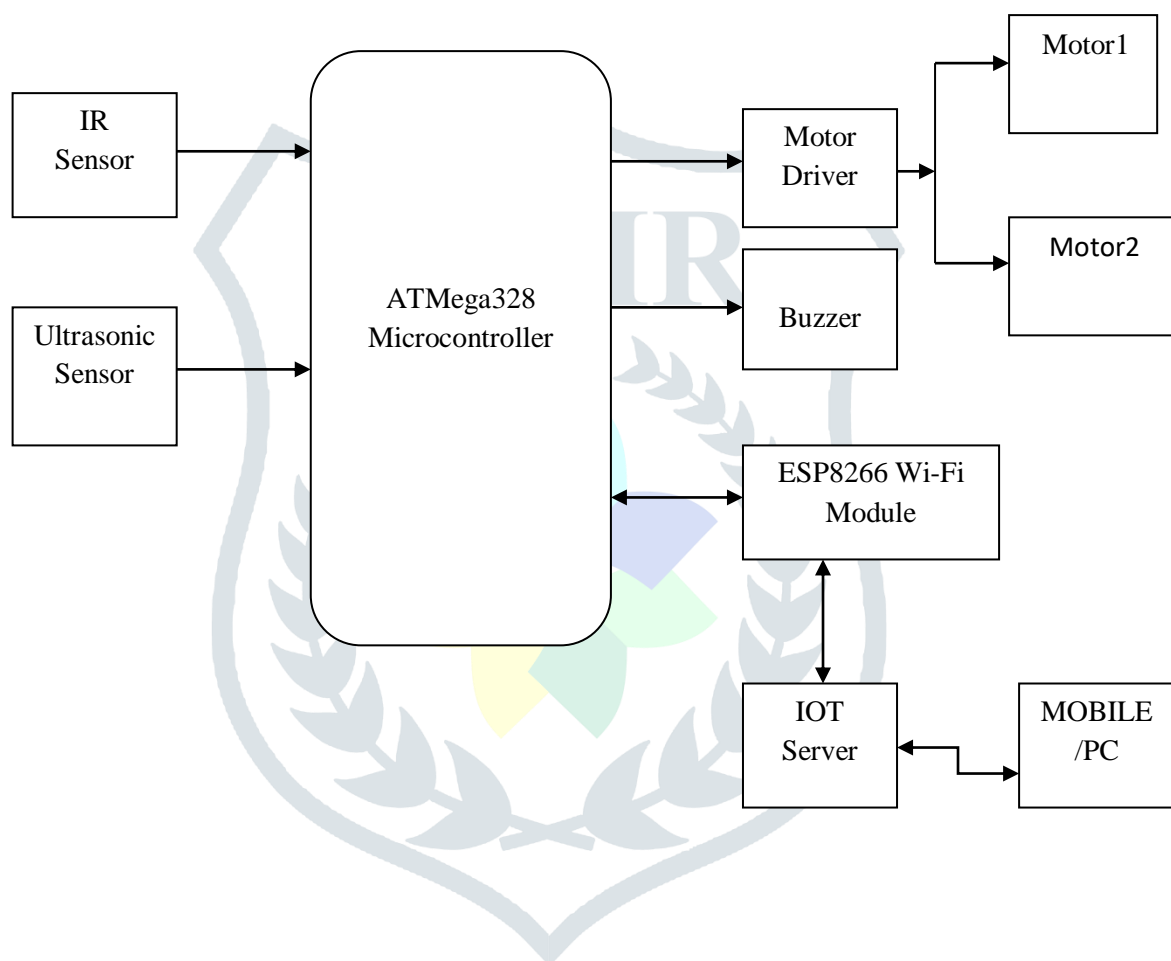 IR
Sensor
Ultrasonic
Sensor
ATMega328
Microcontroller
Motor
Driver
Buzzer
ESP8266 Wi-Fi
Module
IOT
Server
Motor1
Motor2
MOBILE
/PC
IR